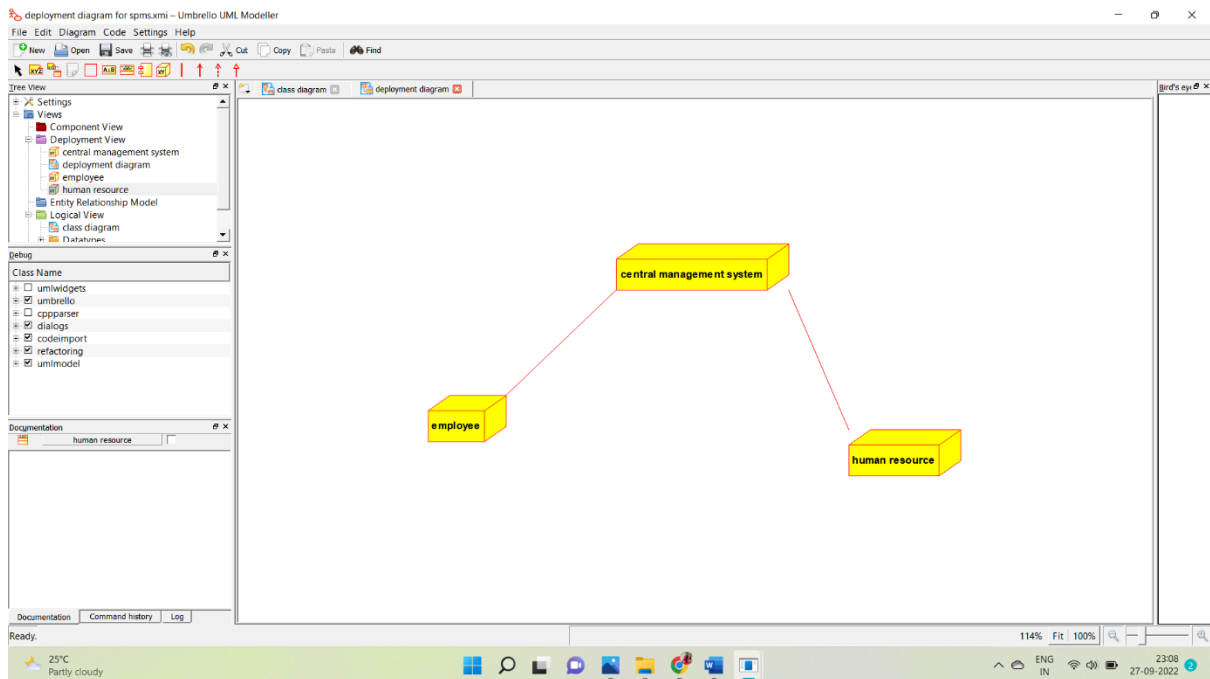 deployment diagram for spms.xmi – Umbrello UML Modeller
File Edit Diagram Code Settings Help
New Open Save Cut Copy Paste Find
Tree View
Settings
Views
Component View
Deployment View
central management system
deployment diagram
employee
human resource
Entity Relationship Model
Logical View
class diagram
Datatypes
Debug
Class Name
umlwidgets
umbrello
cppparser
dialogs
codeimport
refactoring
umlmodel
Documentation
human resource
Documentation Command history Log
class diagram deployment diagram
central management system
employee
human resource
Bird's eye
Ready.
114% Fit 100%
25°C
Partly cloudy
ENG
IN
23:08
27-09-2022
2